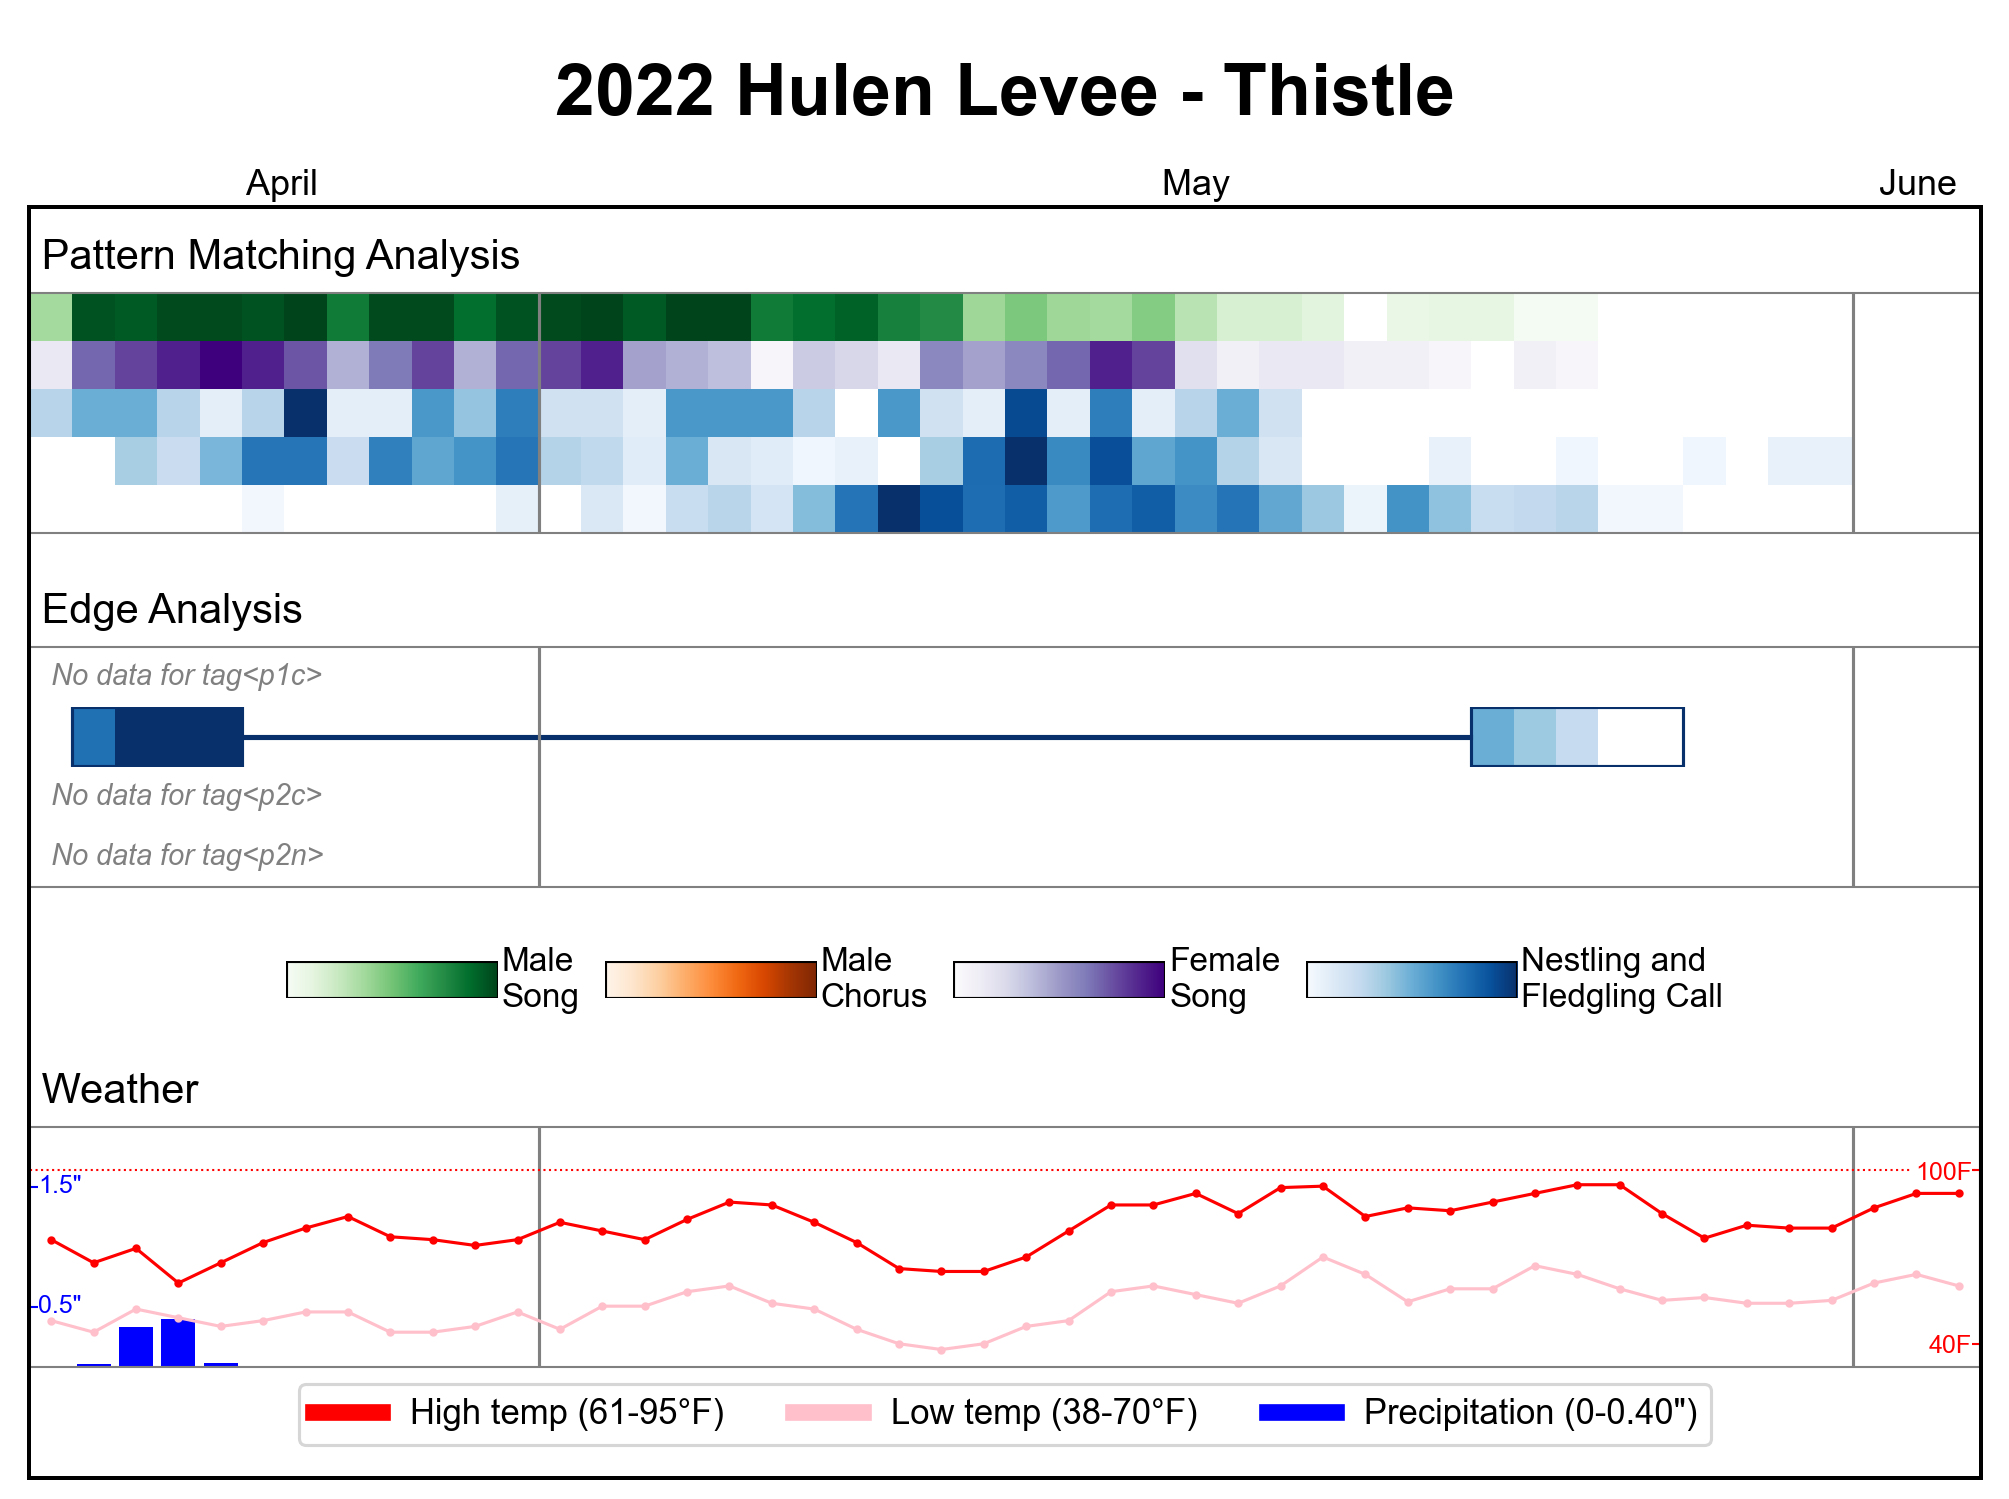 2022 Hulen Levee - Thistle
April May June
Pattern Matching Analysis
Edge Analysis
No data for tag<p1c>
No data for tag<p2c>
No data for tag<p2n>
Male Song
Male Chorus
Female Song
Nestling and Fledgling Call
Weather
1.5"
100F
0.5"
40F
High temp (61-95°F) Low temp (38-70°F) Precipitation (0-0.40")